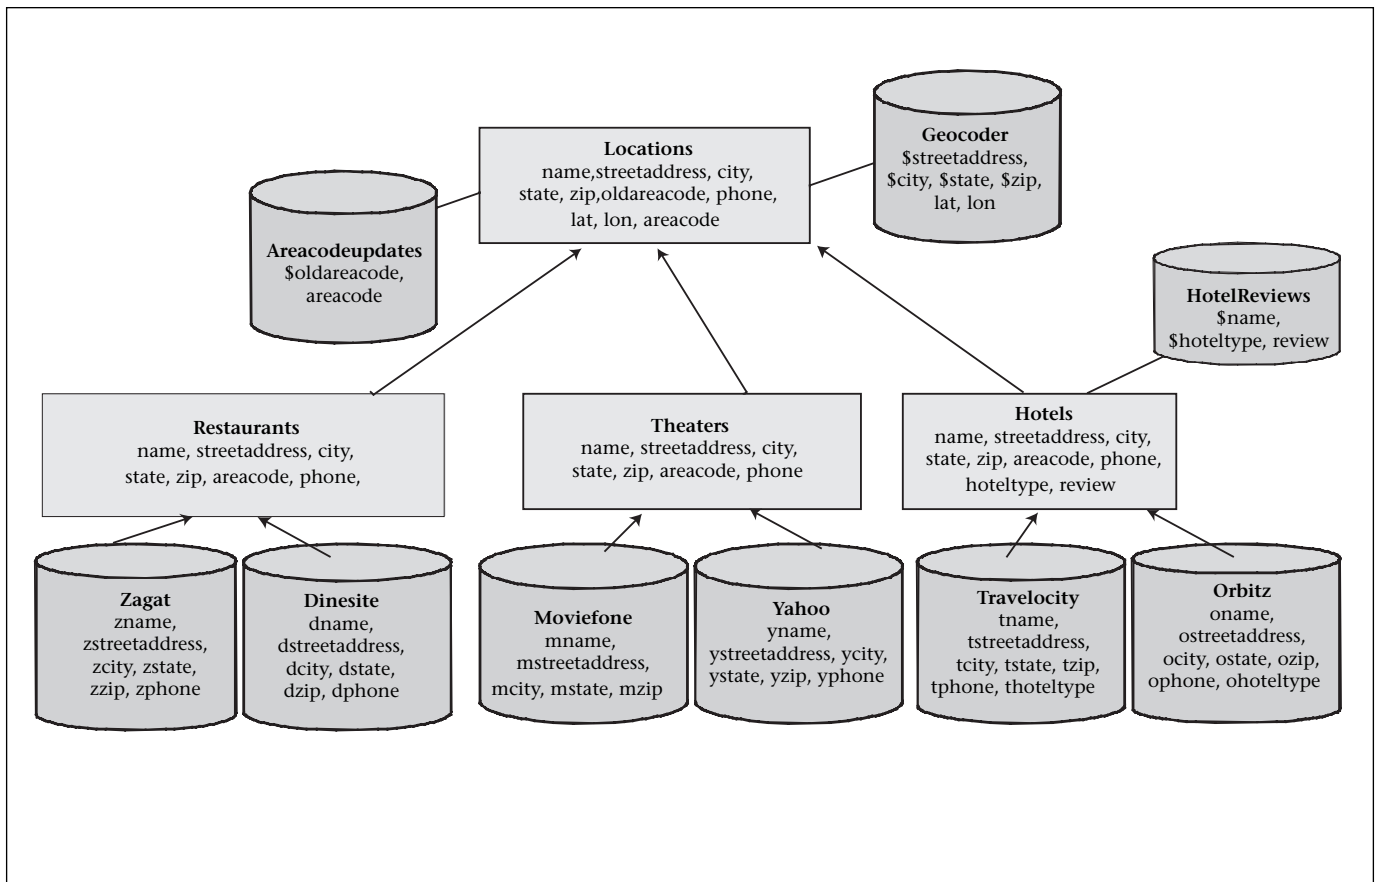 Locations
name,streetaddress, city,
state, zip,oldareacode, phone,
lat, lon, areacode
Geocoder
$streetaddress,
$city, $state, $zip,
lat, lon
Areacodeupdates
$oldareacode,
areacode
HotelReviews
$name,
$hoteltype, review
Restaurants
name, streetaddress, city,
state, zip, areacode, phone,
Theaters
name, streetaddress, city,
state, zip, areacode, phone
Hotels
name, streetaddress, city,
state, zip, areacode, phone,
hoteltype, review
Zagat
zname,
zstreetaddress,
zcity, zstate,
zzip, zphone
Dinesite
dname,
dstreetaddress,
dcity, dstate,
dzip, dphone
Moviefone
mname,
mstreetaddress,
mcity, mstate, mzip
Yahoo
yname,
ystreetaddress, ycity,
ystate, yzip, yphone
Travelocity
tname,
tstreetaddress,
tcity, tstate, tzip,
tphone, thoteltype
Orbitz
oname,
ostreetaddress,
ocity, ostate, ozip,
ophone, ohoteltype